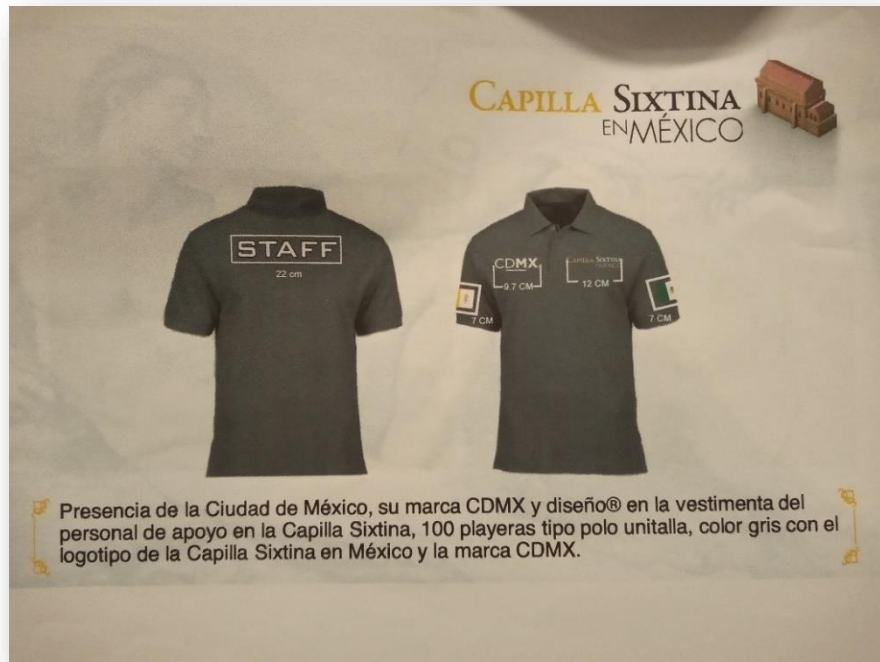 CAPILLA SIXTINA
EN MÉXICO
STAFF
22 cm
CDMX
9.7 CM
CAPILLA SIXTINA
12 CM
7 CM
7 CM
Presencia de la Ciudad de México, su marca CDMX y diseño® en la vestimenta del
personal de apoyo en la Capilla Sixtina, 100 playeras tipo polo unitalla, color gris con el
logotipo de la Capilla Sixtina en México y la marca CDMX.